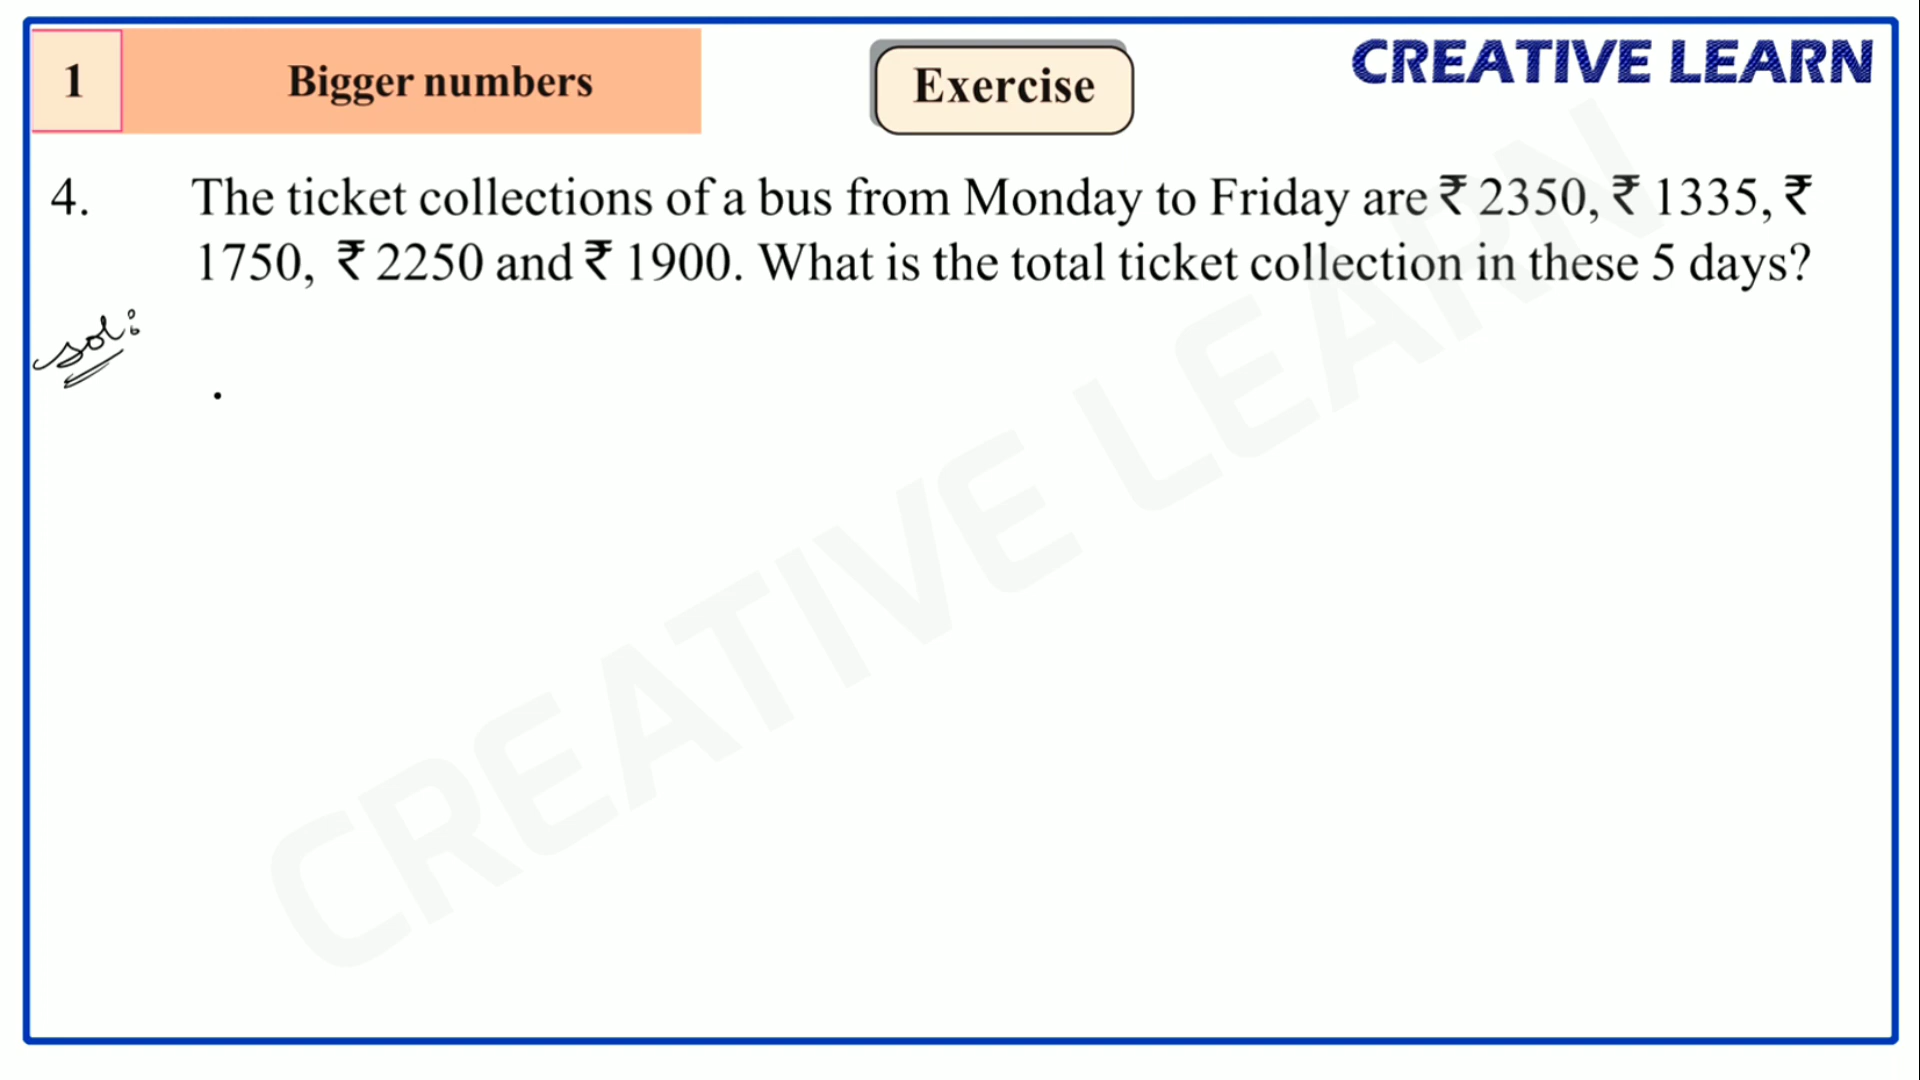 1 Bigger numbers Exercise CREATIVE LEARN
4. The ticket collections of a bus from Monday to Friday are ₹ 2350, ₹ 1335, ₹
1750, ₹ 2250 and ₹ 1900. What is the total ticket collection in these 5 days?
Sol:
.
CREATIVE LEARN